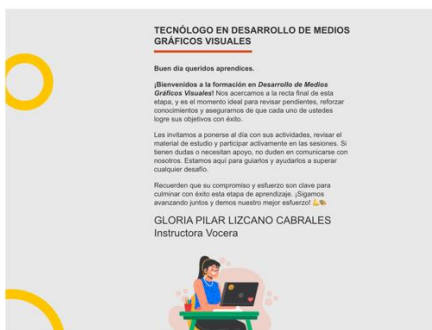 TECNÓLOGO EN DESARROLLO DE MEDIOS
GRÁFICOS VISUALES
Buen día queridos aprendices.
¡Bienvenidos a la formación en Desarrollo de Medios
Gráficos Visuales! Nos acercamos a la recta final de esta
etapa, y es el momento ideal para revisar pendientes, reforzar
conocimientos y asegurarnos de que cada uno de ustedes
logre sus objetivos con éxito.
Les invitamos a ponerse al día con sus actividades, revisar el
material de estudio y participar activamente en las sesiones. Si
tienen dudas o necesitan apoyo, no duden en comunicarse con
nosotros. Estamos aquí para guiarlos y ayudarlos a superar
cualquier desafío.
Recuerden que su compromiso y esfuerzo son clave para
culminar con éxito esta etapa de aprendizaje. ¡Sigamos
avanzando juntos y demos nuestro mejor esfuerzo! 💪🎨
GLORIA PILAR LIZCANO CABRALES
Instructora Vocera